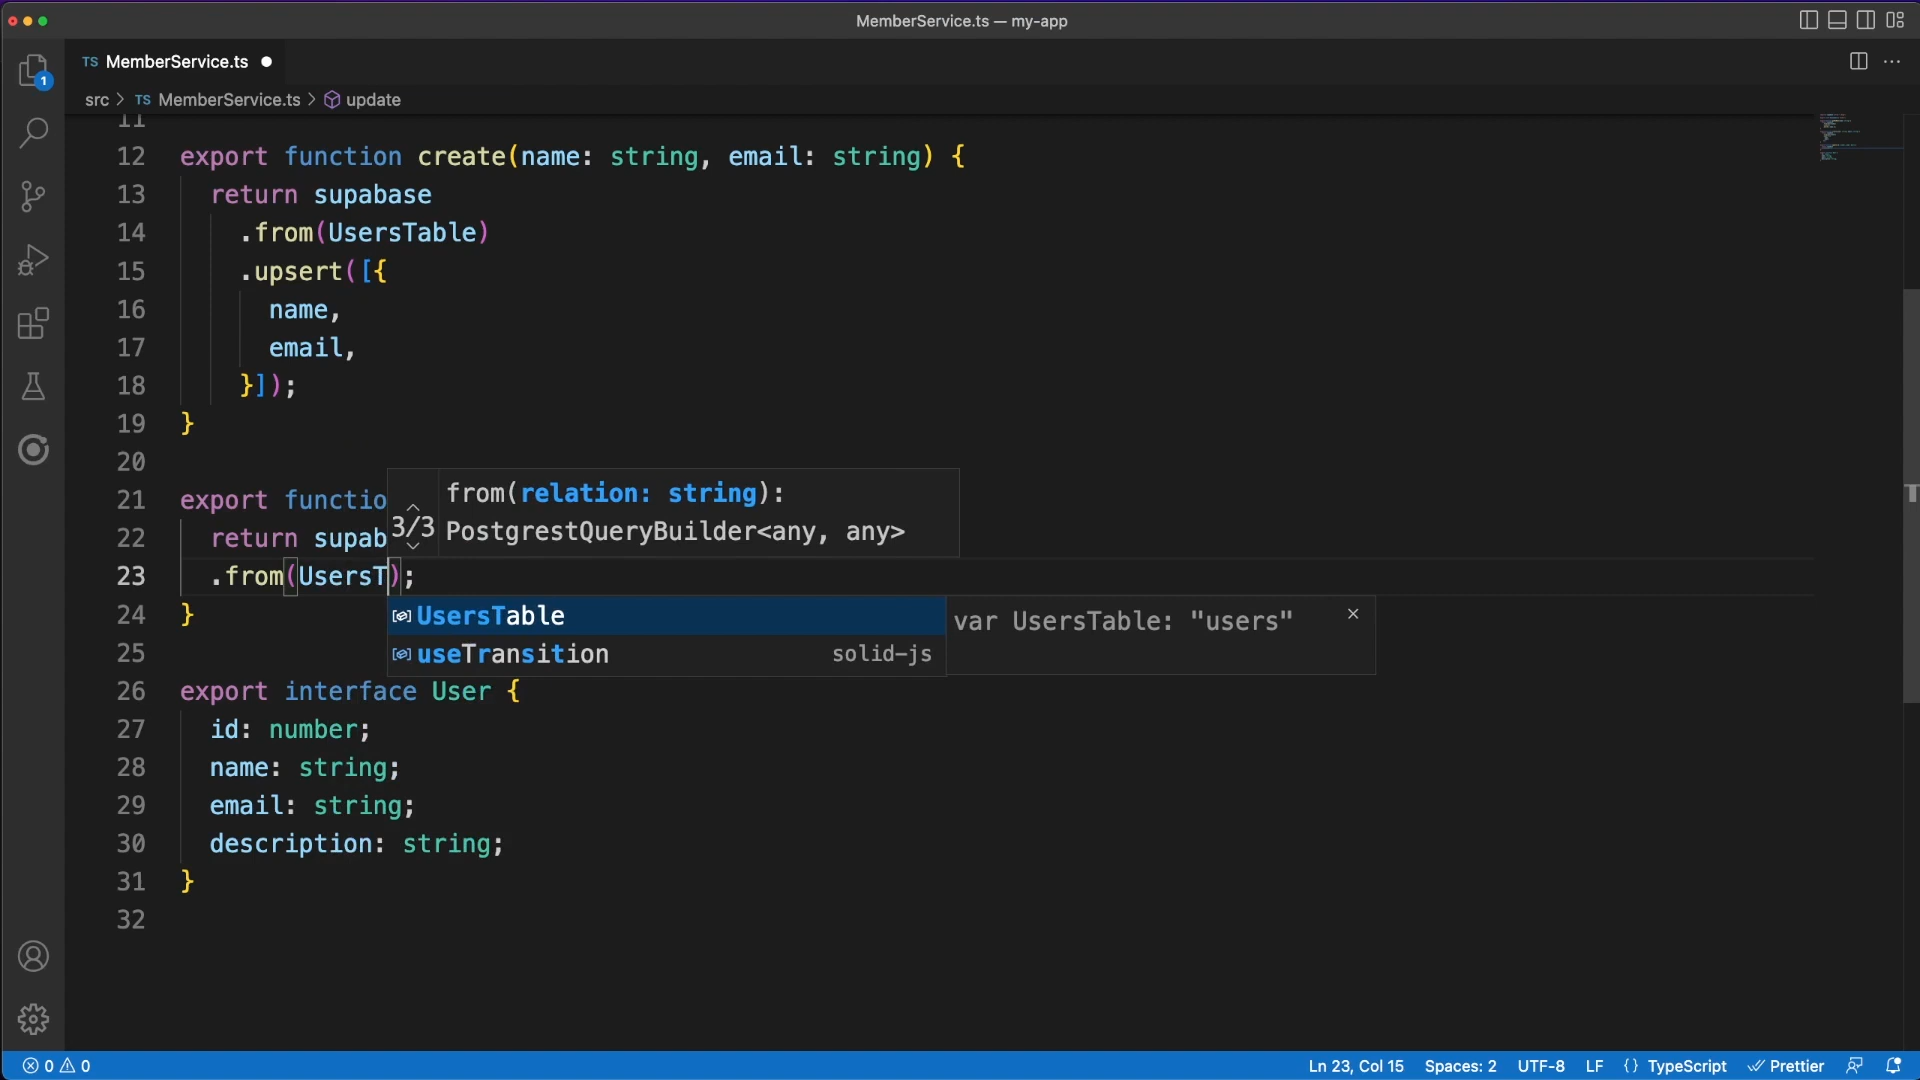 MemberService.ts — my-app
TS MemberService.ts
src > TS MemberService.ts > update
1
11
12 export function create(name: string, email: string) {
13 return supabase
14 .from(UsersTable)
15 .upsert([{
16 name,
17 email,
18 }]);
19 }
20
21 export functio
22 return supab
23 .from(UsersT);
24 }
25
26 export interface User {
27 id: number;
28 name: string;
29 email: string;
30 description: string;
31 }
32
3/3
from(relation: string):
PostgrestQueryBuilder<any, any>
UsersTable
useTransition solid-js
var UsersTable: "users"
0 0 Ln 23, Col 15 Spaces: 2 UTF-8 LF {} TypeScript Prettier